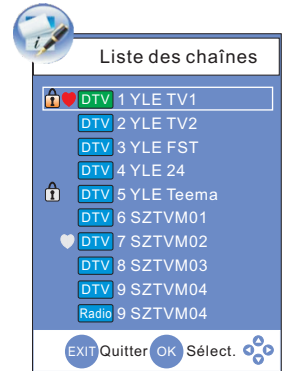 Liste des chaînes
DTV 1 YLE TV1
DTV 2 YLE TV2
DTV 3 YLE FST
DTV 4 YLE 24
DTV 5 YLE Teema
DTV 6 SZTVM01
DTV 7 SZTVM02
DTV 8 SZTVM03
DTV 9 SZTVM04
Radio 9 SZTVM04
EXIT Quitter OK Sélect.